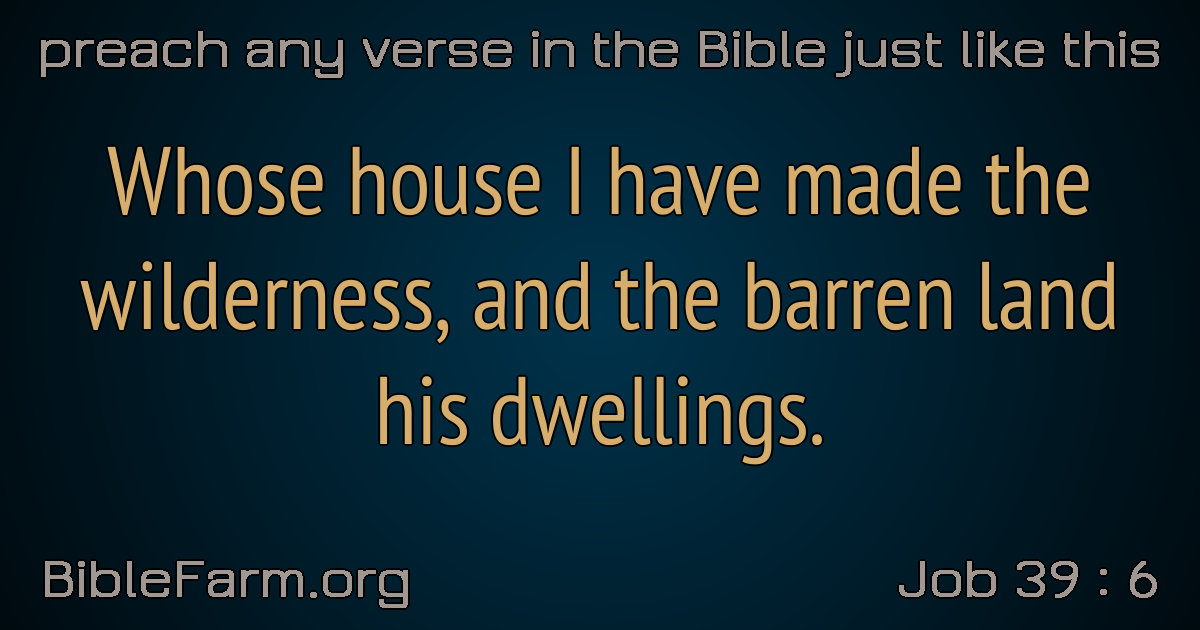 preach any verse in the Bible just like this
Whose house I have made the
wilderness, and the barren land
his dwellings.
BibleFarm.org
Job 39 : 6